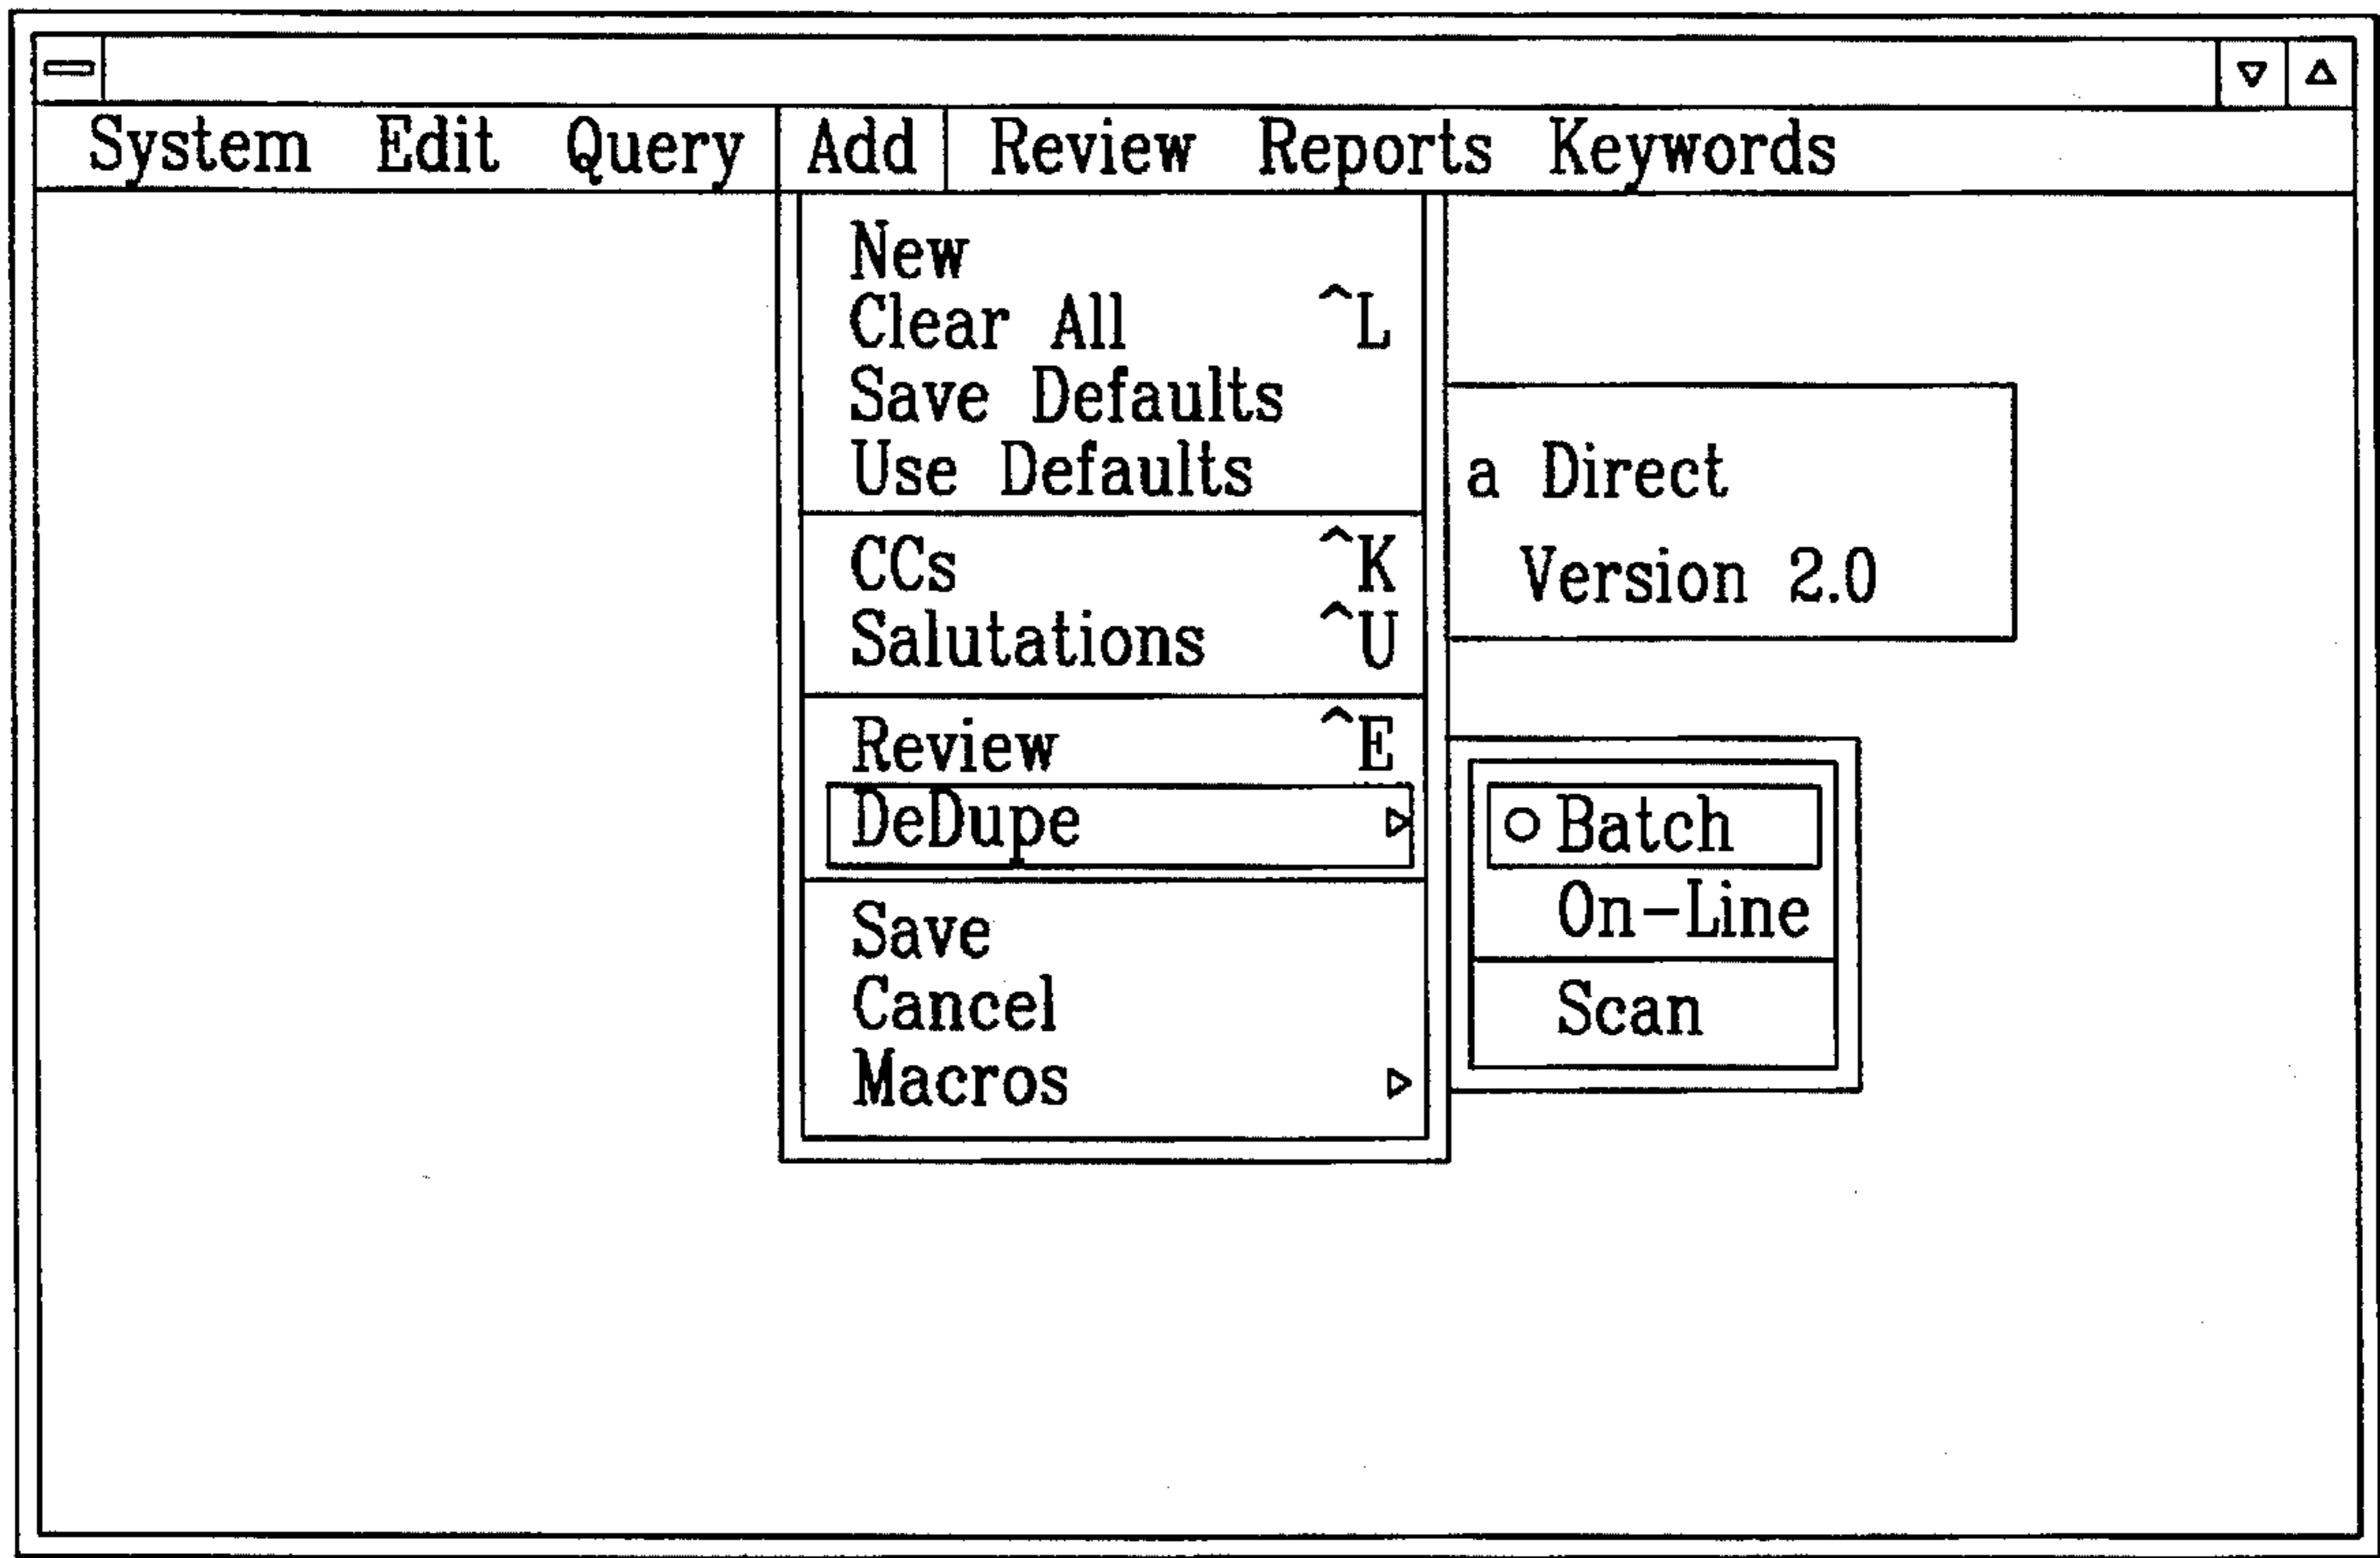 System Edit Query Add Review Reports Keywords
New
Clear All ^L
Save Defaults
Use Defaults
CCs ^K
Salutations ^U
Review ^E
DeDupe
Save
Cancel
Macros
a Direct
Version 2.0
Batch
On-Line
Scan